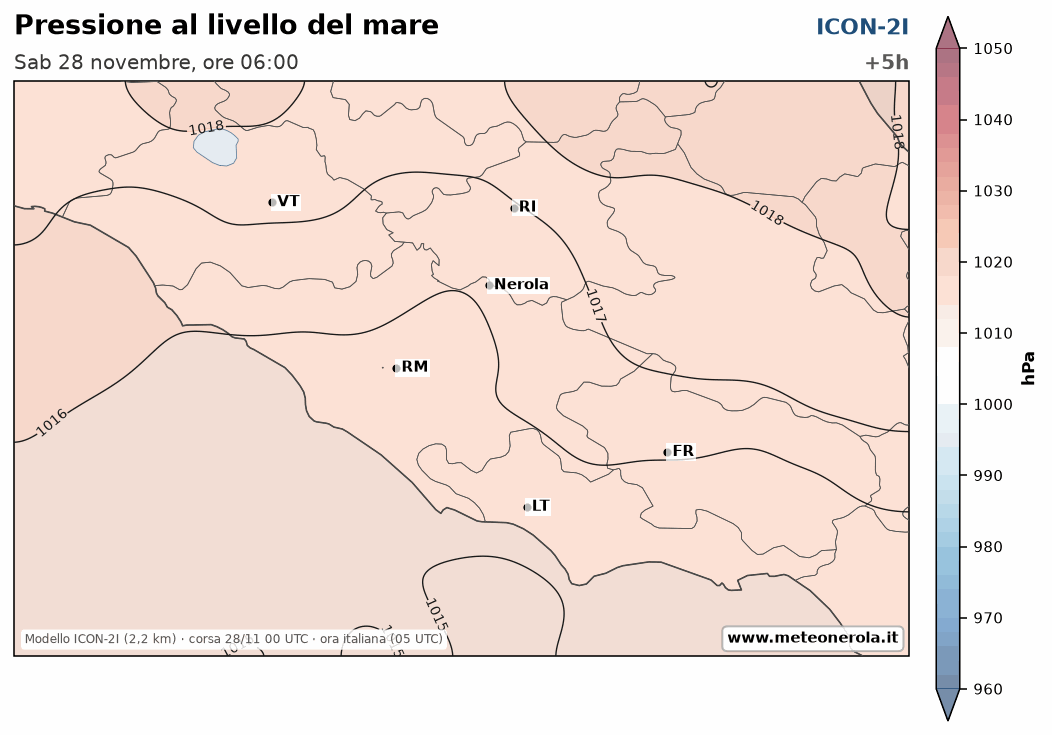 Pressione al livello del mare
ICON-2I
Sab 28 novembre, ore 06:00
+5h
1018
1018
VT
RI
1018
Nerola
1017
RM
1016
FR
LT
1015
1015
Modello ICON-2I (2,2 km) · corsa 28/11 00 UTC · ora italiana (05 UTC)
www.meteonerola.it
1050
1040
1030
1020
1010
1000
990
980
970
960
hPa